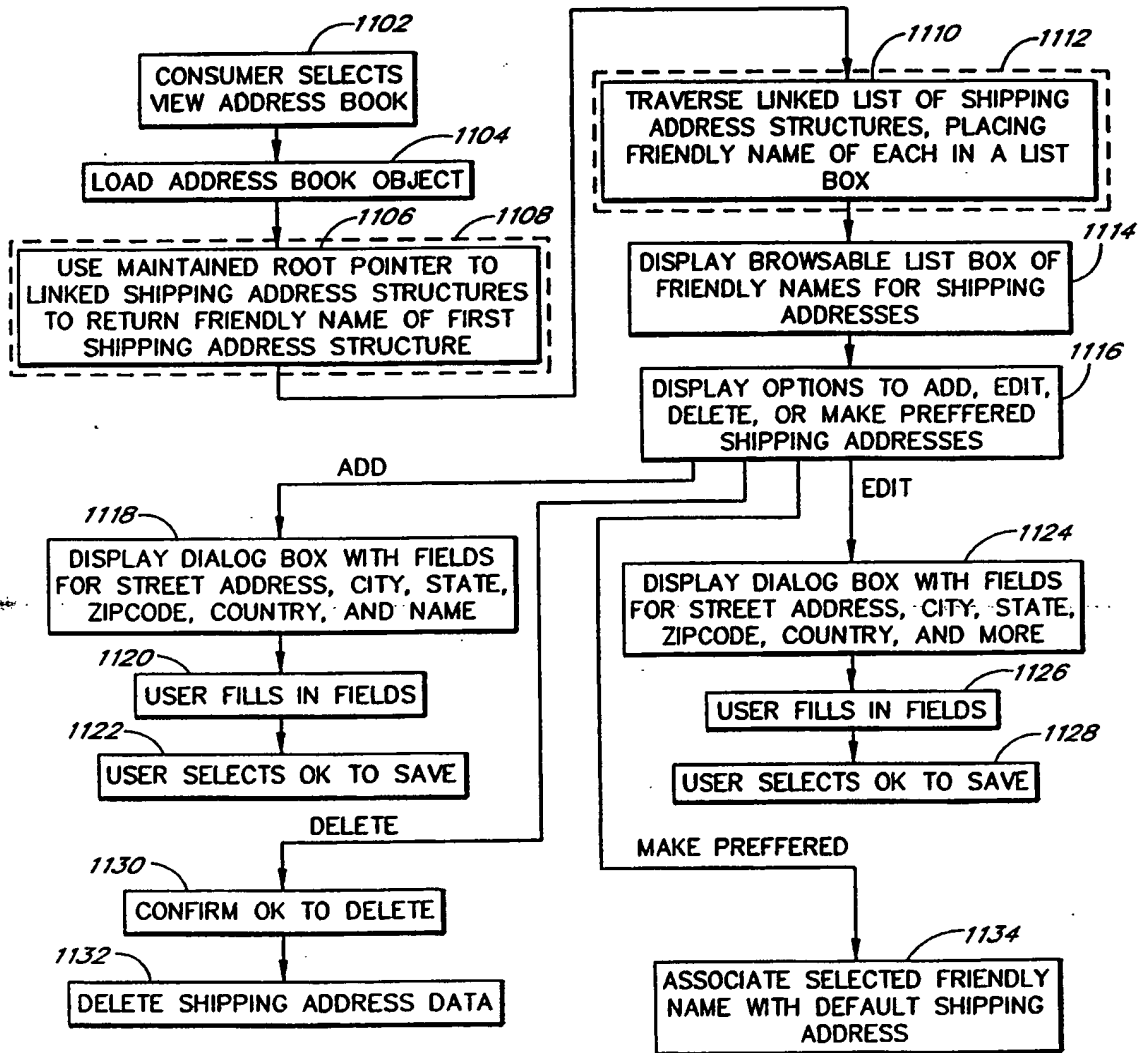 1102
CONSUMER SELECTS
VIEW ADDRESS BOOK
1104
LOAD ADDRESS BOOK OBJECT
1106
1108
USE MAINTAINED ROOT POINTER TO
LINKED SHIPPING ADDRESS STRUCTURES
TO RETURN FRIENDLY NAME OF FIRST
SHIPPING ADDRESS STRUCTURE
1110
1112
TRAVERSE LINKED LIST OF SHIPPING
ADDRESS STRUCTURES, PLACING
FRIENDLY NAME OF EACH IN A LIST
BOX
1114
DISPLAY BROWSABLE LIST BOX OF
FRIENDLY NAMES FOR SHIPPING
ADDRESSES
1116
DISPLAY OPTIONS TO ADD, EDIT,
DELETE, OR MAKE PREFFERED
SHIPPING ADDRESSES
ADD
EDIT
1118
DISPLAY DIALOG BOX WITH FIELDS
FOR STREET ADDRESS, CITY, STATE,
ZIPCODE, COUNTRY, AND NAME
1120
USER FILLS IN FIELDS
1122
USER SELECTS OK TO SAVE
1124
DISPLAY DIALOG BOX WITH FIELDS
FOR STREET ADDRESS, CITY, STATE,
ZIPCODE, COUNTRY, AND MORE
1126
USER FILLS IN FIELDS
1128
USER SELECTS OK TO SAVE
DELETE
1130
CONFIRM OK TO DELETE
1132
DELETE SHIPPING ADDRESS DATA
MAKE PREFFERED
1134
ASSOCIATE SELECTED FRIENDLY
NAME WITH DEFAULT SHIPPING
ADDRESS